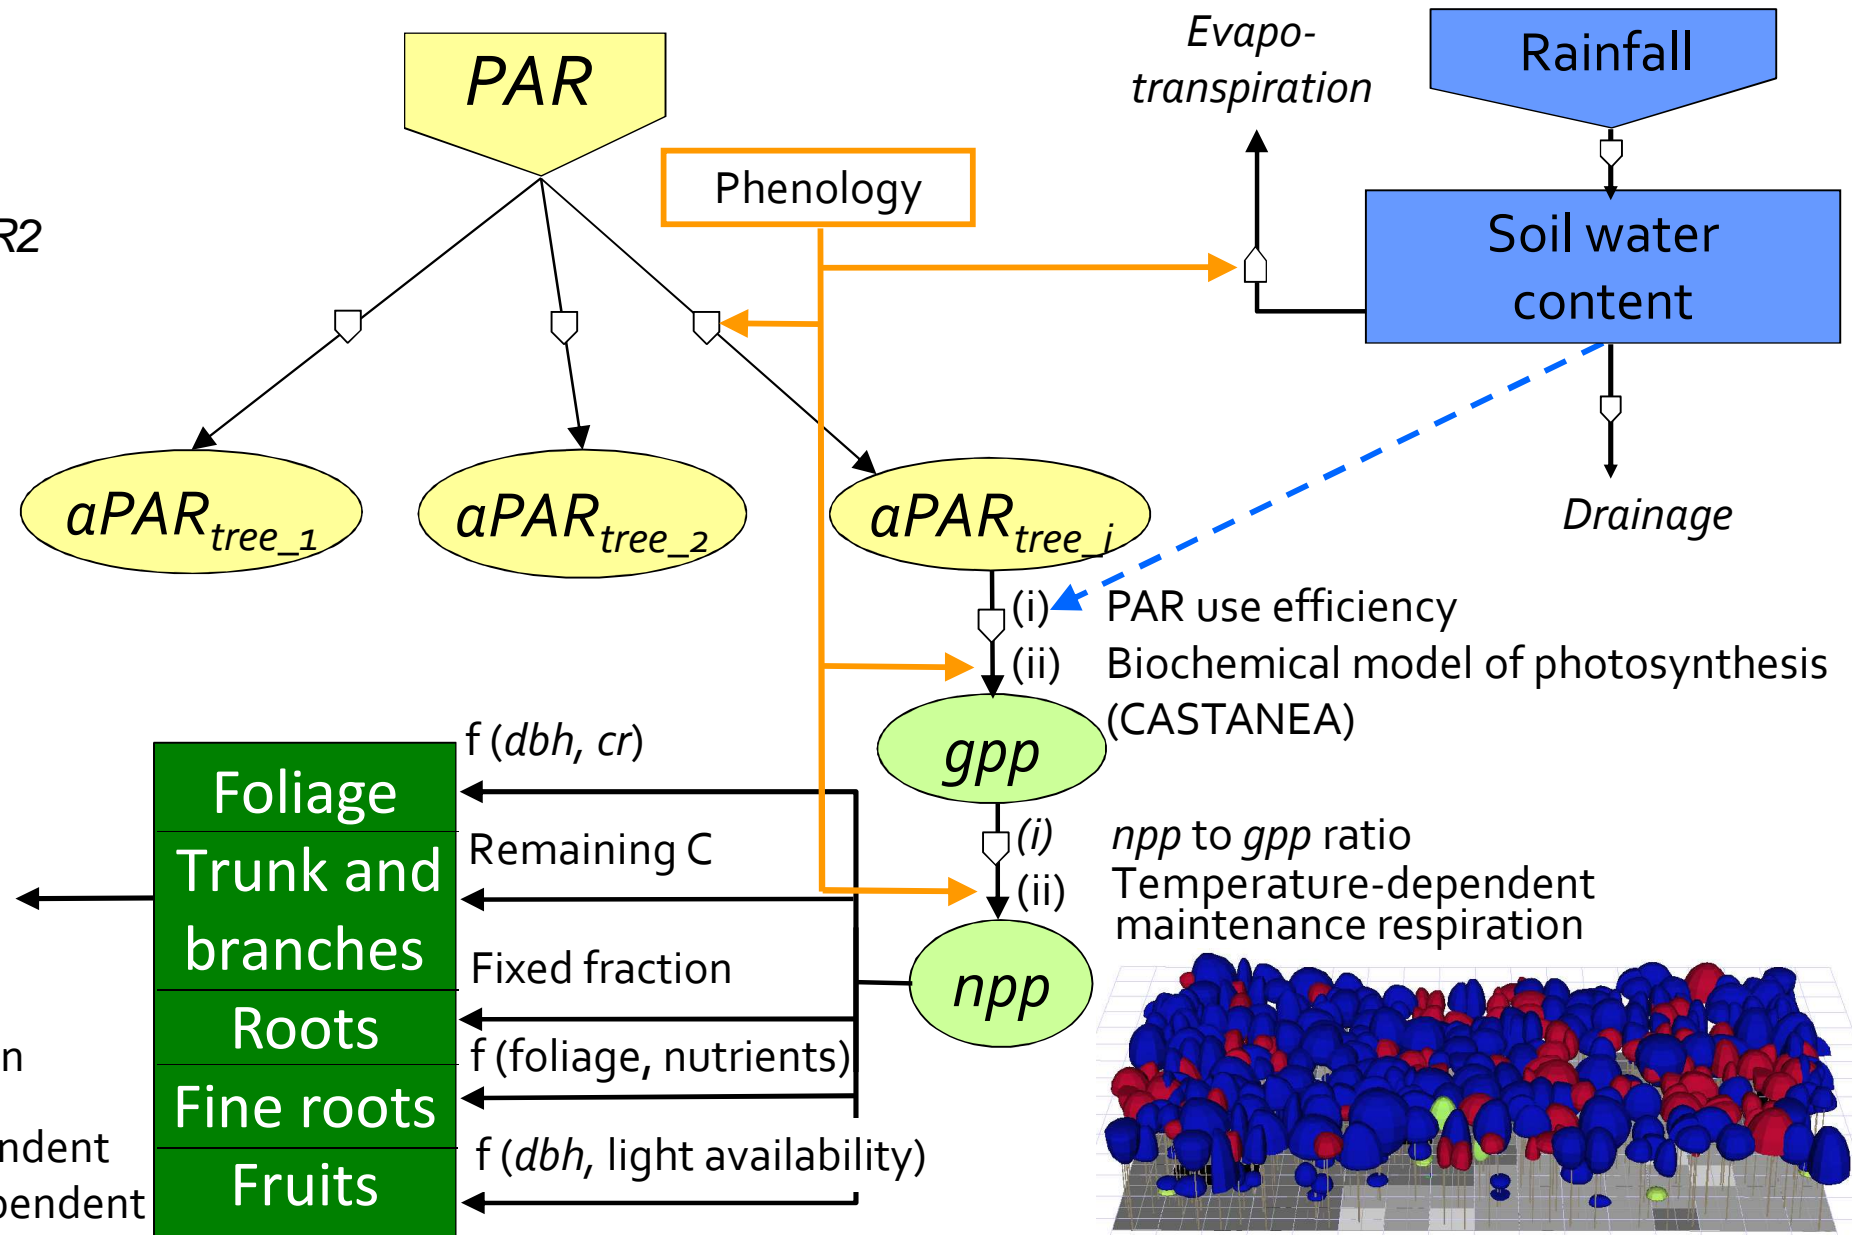 Evapo-
transpiration
Rainfall
PAR
Phenology
R2
Soil water
content
aPARtree_1
aPARtree_2
aPARtree_i
Drainage
(i) PAR use efficiency
(ii) Biochemical model of photosynthesis
(CASTANEA)
gpp
(i) npp to gpp ratio
(ii) Temperature-dependent
maintenance respiration
npp
f (dbh, cr)
Foliage
Remaining C
Trunk and
branches
Fixed fraction
Roots
n
f (foliage, nutrients)
Fine roots
ndent
f (dbh, light availability)
Fruits
pendent